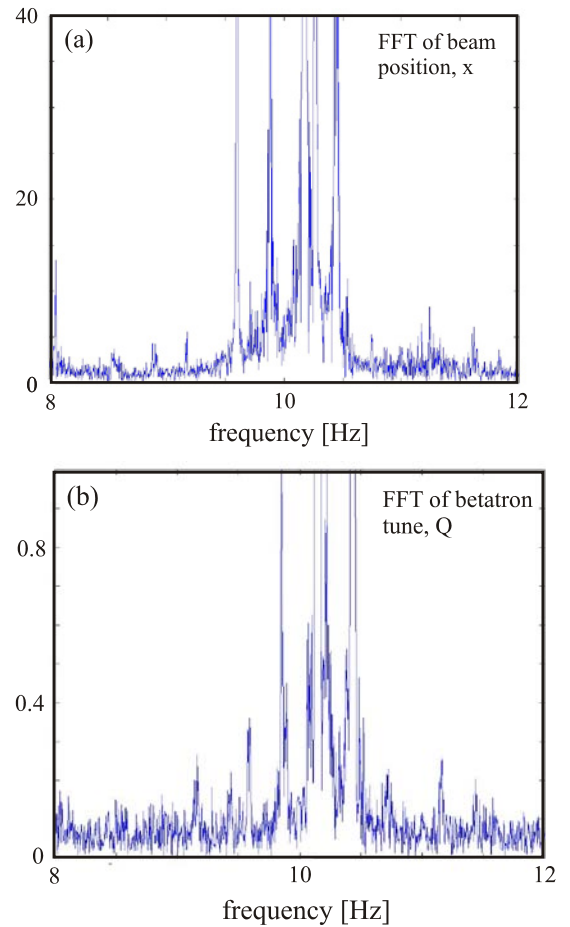 40
(a)
FFT of beam
position, x
20
0
8
10
12
frequency [Hz]
(b)
FFT of betatron
tune, Q
0.8
0.4
0
8
10
12
frequency [Hz]